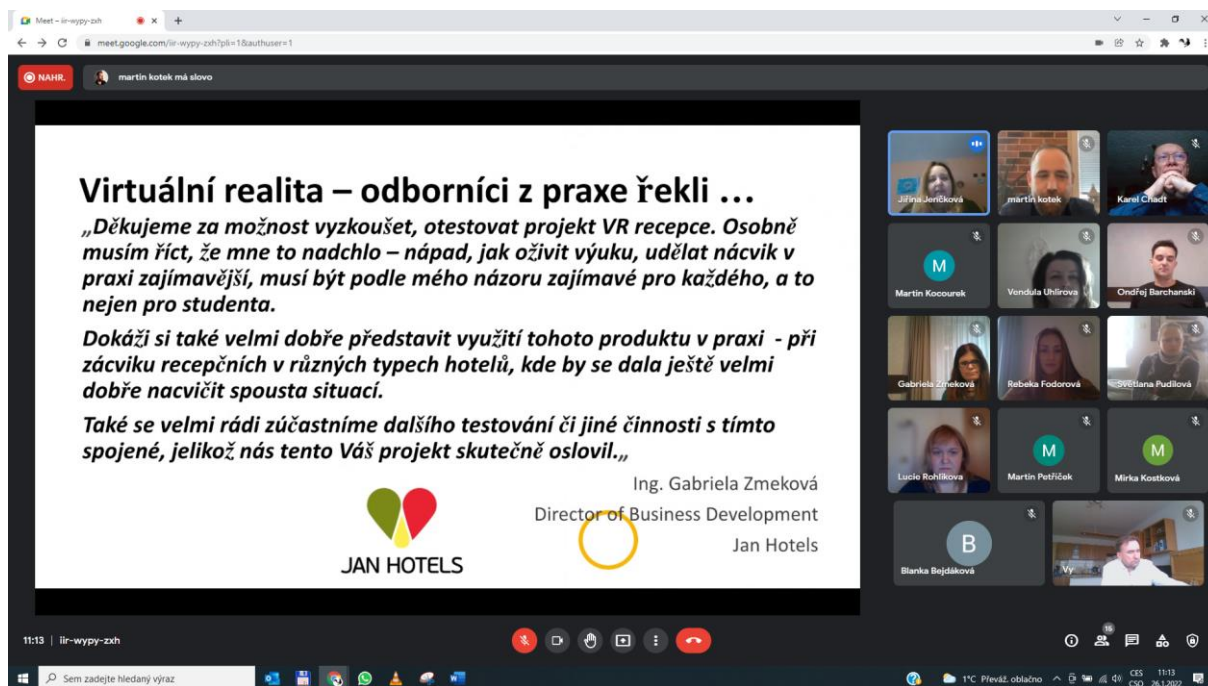 Meet – iir-wypy-zxh
meet.google.com/iir-wypy-zxh?pli=1&authuser=1
NAHR.
martin kotek má slovo
Virtuální realita – odborníci z praxe řekli …
„Děkujeme za možnost vyzkoušet, otestovat projekt VR recepce. Osobně
musím říct, že mne to nadchlo – nápad, jak oživit výuku, udělat nácvik v
praxi zajímavější, musí být podle mého názoru zajímavé pro každého, a to
nejen pro studenta.
Dokáži si také velmi dobře představit využití tohoto produktu v praxi - při
zácviku recepčních v různých typech hotelů, kde by se dala ještě velmi
dobře nacvičit spousta situací.
Také se velmi rádi zúčastníme dalšího testování či jiné činnosti s tímto
spojené, jelikož nás tento Váš projekt skutečně oslovil.„
Ing. Gabriela Zmeková
Director of Business Development
Jan Hotels
JAN HOTELS
Jiřina Jenčková
martin kotek
Karel Chadt
M
Martin Kocourek
Vendula Uhlirova
Ondřej Barchanski
Gabriela Zmeková
Rebeka Fodorová
Světlana Pudilová
Lucie Rohlikova
M
Martin Petříček
M
Mirka Kostková
B
Blanka Bejdáková
Vy
11:13 | iir-wypy-zxh
15
Sem zadejte hledaný výraz
1°C Převáž. oblačno
CES
CSQ
11:13
26.1.2022